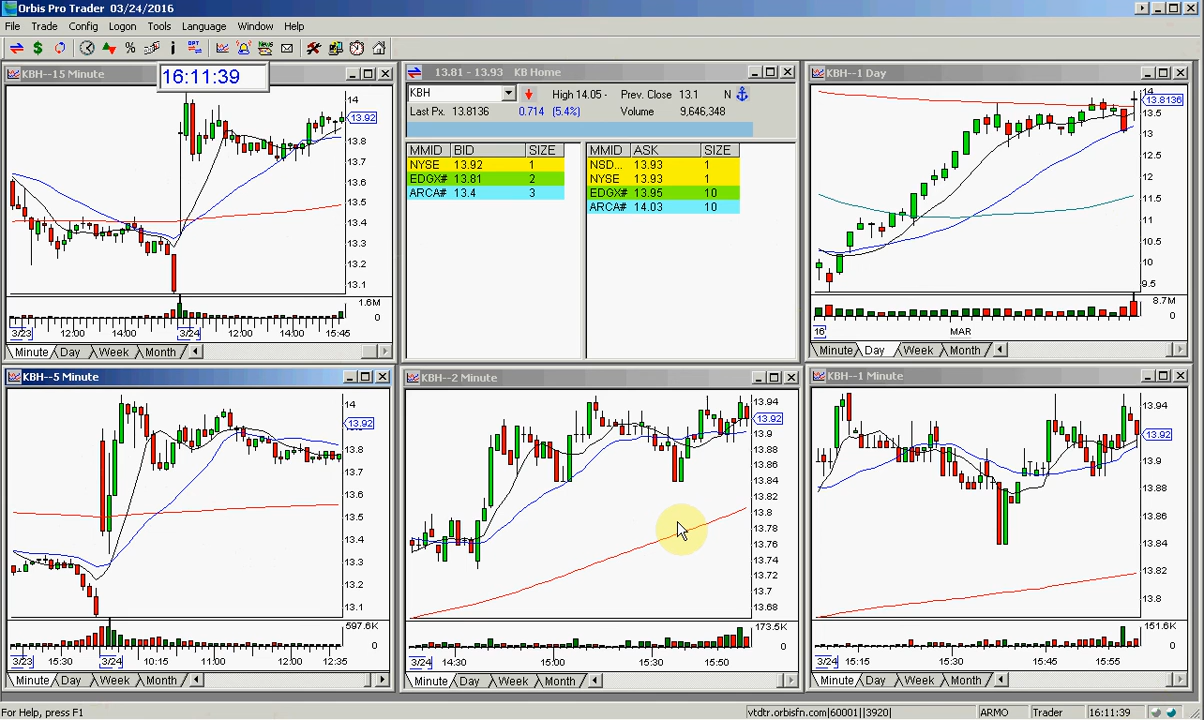 Orbis Pro Trader 03/24/2016
File Trade Config Logon Tools Language Window Help
KBH--15 Minute
16:11:39
14
13.92
13.8
13.7
13.6
13.5
13.4
13.3
13.2
13.1
1.6M
0
3/23 12:00 14:00 3/24 12:00 14:00 15:45
Minute Day Week Month
13.81 - 13.93 KB Home
KBH High 14.05 - Prev. Close 13.1 N
Last Px. 13.8136 0.714 (5.4%) Volume 9,646,348
MMID BID SIZE
NYSE 13.92 1
EDGX# 13.81 2
ARCA# 13.4 3
MMID ASK SIZE
NSD... 13.93 1
NYSE 13.93 1
EDGX# 13.95 10
ARCA# 14.03 10
KBH--1 Day
14
13.8136
13.5
13
12.5
12
11.5
11
10.5
10
9.5
8.7M
0
16 MAR
Minute Day Week Month
KBH--5 Minute
14
13.92
13.8
13.7
13.6
13.5
13.4
13.3
13.2
13.1
597.6K
0
3/23 15:30 3/24 10:15 11:00 12:00 12:35
Minute Day Week Month
KBH--2 Minute
13.94
13.92
13.9
13.88
13.86
13.84
13.82
13.8
13.78
13.76
13.74
13.72
13.7
13.68
173.5K
0
3/24 14:30 15:00 15:30 15:50
Minute Day Week Month
KBH--1 Minute
13.94
13.92
13.9
13.88
13.86
13.84
13.82
13.8
151.6K
0
3/24 15:15 15:30 15:45 15:55
Minute Day Week Month
For Help, press F1
vtdtr.orbisfn.com|60001||3920| ARMO Trader 16:11:39